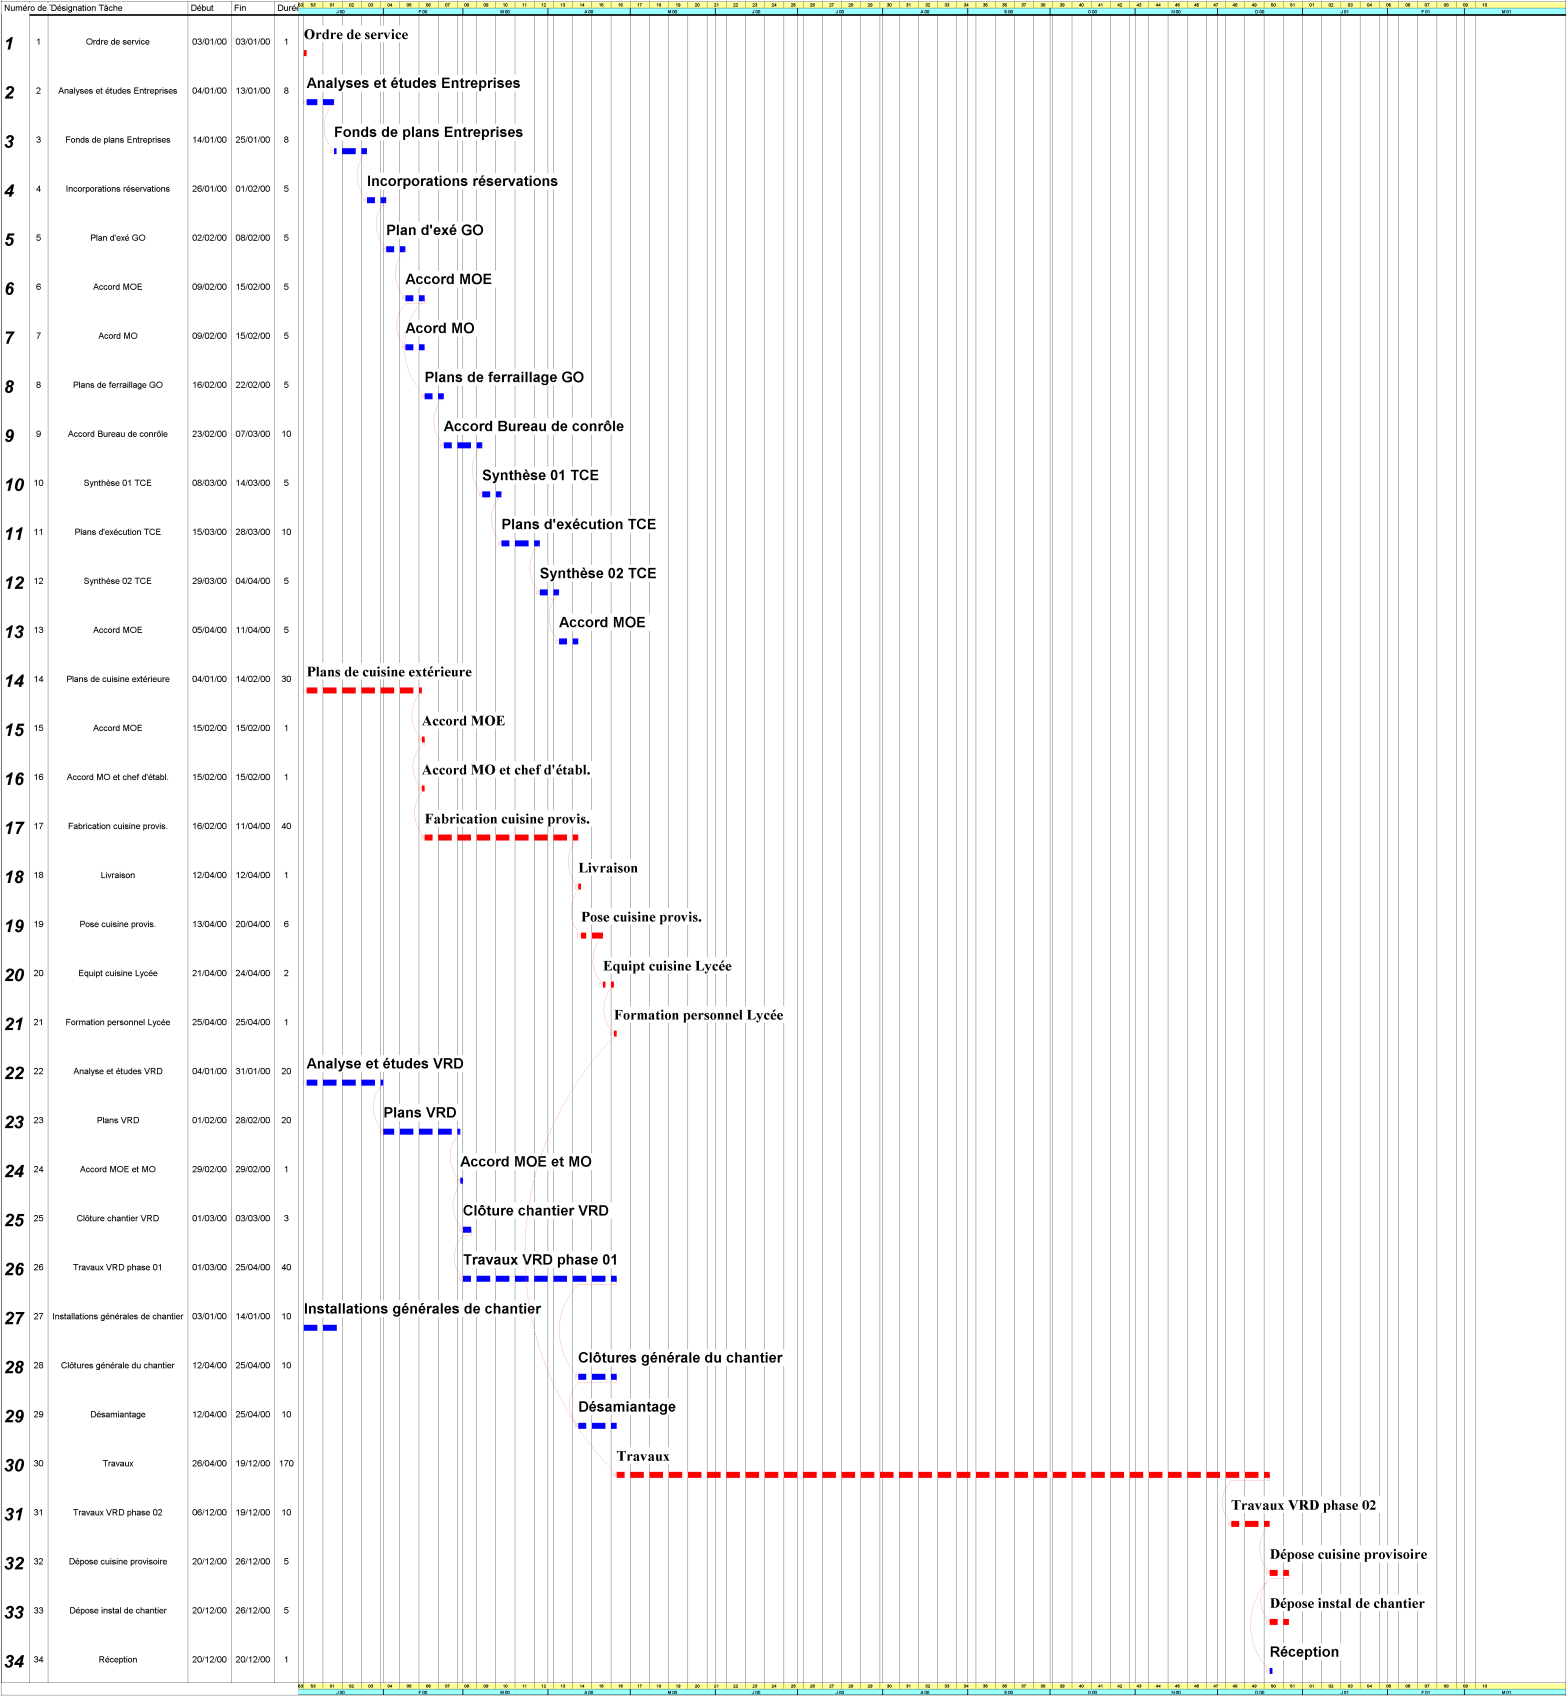 Numéro de Désignation Tâche Début Fin Durée
1 1 Ordre de service 03/01/00 03/01/00 1 Ordre de service
2 2 Analyses et études Entreprises 04/01/00 13/01/00 8 Analyses et études Entreprises
3 3 Fonds de plans Entreprises 14/01/00 25/01/00 8 Fonds de plans Entreprises
4 4 Incorporations réservations 26/01/00 01/02/00 5 Incorporations réservations
5 5 Plan d'exé GO 02/02/00 08/02/00 5 Plan d'exé GO
6 6 Accord MOE 09/02/00 15/02/00 5 Accord MOE
7 7 Acord MO 09/02/00 15/02/00 5 Acord MO
8 8 Plans de ferraillage GO 16/02/00 22/02/00 5 Plans de ferraillage GO
9 9 Accord Bureau de conrôle 23/02/00 07/03/00 10 Accord Bureau de conrôle
10 10 Synthèse 01 TCE 08/03/00 14/03/00 5 Synthèse 01 TCE
11 11 Plans d'exécution TCE 15/03/00 28/03/00 10 Plans d'exécution TCE
12 12 Synthèse 02 TCE 29/03/00 04/04/00 5 Synthèse 02 TCE
13 13 Accord MOE 05/04/00 11/04/00 5 Accord MOE
14 14 Plans de cuisine extérieure 04/01/00 14/02/00 30 Plans de cuisine extérieure
15 15 Accord MOE 15/02/00 15/02/00 1 Accord MOE
16 16 Accord MO et chef d'établ. 15/02/00 15/02/00 1 Accord MO et chef d'établ.
17 17 Fabrication cuisine provis. 16/02/00 11/04/00 40 Fabrication cuisine provis.
18 18 Livraison 12/04/00 12/04/00 1 Livraison
19 19 Pose cuisine provis. 13/04/00 20/04/00 6 Pose cuisine provis.
20 20 Equipt cuisine Lycée 21/04/00 24/04/00 2 Equipt cuisine Lycée
21 21 Formation personnel Lycée 25/04/00 25/04/00 1 Formation personnel Lycée
22 22 Analyse et études VRD 04/01/00 31/01/00 20 Analyse et études VRD
23 23 Plans VRD 01/02/00 28/02/00 20 Plans VRD
24 24 Accord MOE et MO 29/02/00 29/02/00 1 Accord MOE et MO
25 25 Clôture chantier VRD 01/03/00 03/03/00 3 Clôture chantier VRD
26 26 Travaux VRD phase 01 01/03/00 25/04/00 40 Travaux VRD phase 01
27 27 Installations générales de chantier 03/01/00 14/01/00 10 Installations générales de chantier
28 28 Clôtures générale du chantier 12/04/00 25/04/00 10 Clôtures générale du chantier
29 29 Désamiantage 12/04/00 25/04/00 10 Désamiantage
30 30 Travaux 26/04/00 19/12/00 170 Travaux
31 31 Travaux VRD phase 02 06/12/00 19/12/00 10 Travaux VRD phase 02
32 32 Dépose cuisine provisoire 20/12/00 26/12/00 5 Dépose cuisine provisoire
33 33 Dépose instal de chantier 20/12/00 26/12/00 5 Dépose instal de chantier
34 34 Réception 20/12/00 20/12/00 1 Réception